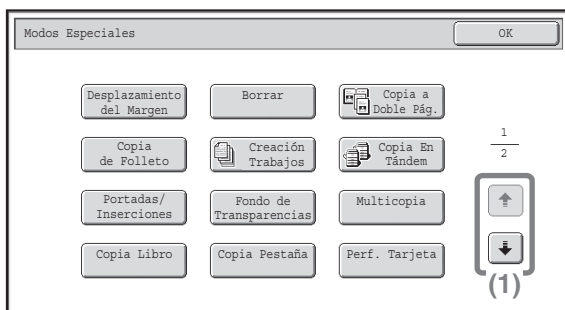 Modos Especiales
OK
Desplazamiento
del Margen
Borrar
Copia a
Doble Pág.
Copia
de Folleto
Creación
Trabajos
Copia En
Tándem
1
2
Portadas/
Inserciones
Fondo de
Transparencias
Multicopia
Copia Libro
Copia Pestaña
Perf. Tarjeta
(1)